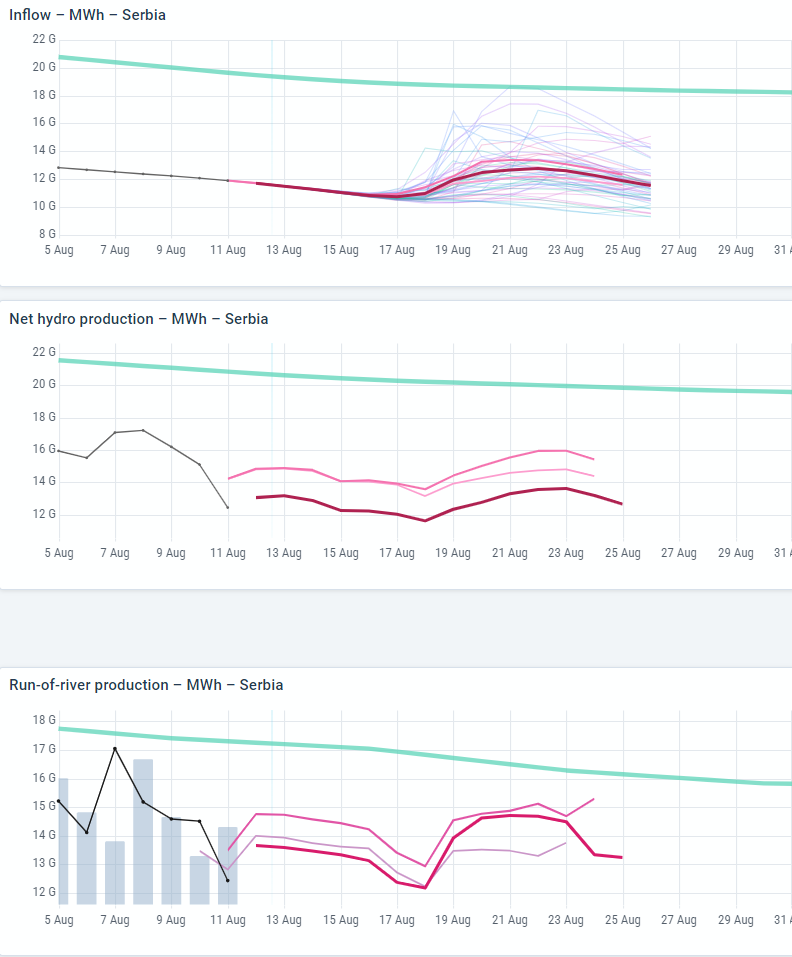 Inflow – MWh – Serbia
22 G
20 G
18 G
16 G
14 G
12 G
10 G
8 G
5 Aug 7 Aug 9 Aug 11 Aug 13 Aug 15 Aug 17 Aug 19 Aug 21 Aug 23 Aug 25 Aug 27 Aug 29 Aug 31 A
Net hydro production – MWh – Serbia
22 G
20 G
18 G
16 G
14 G
12 G
5 Aug 7 Aug 9 Aug 11 Aug 13 Aug 15 Aug 17 Aug 19 Aug 21 Aug 23 Aug 25 Aug 27 Aug 29 Aug 31 A
Run-of-river production – MWh – Serbia
18 G
17 G
16 G
15 G
14 G
13 G
12 G
5 Aug 7 Aug 9 Aug 11 Aug 13 Aug 15 Aug 17 Aug 19 Aug 21 Aug 23 Aug 25 Aug 27 Aug 29 Aug 31 A